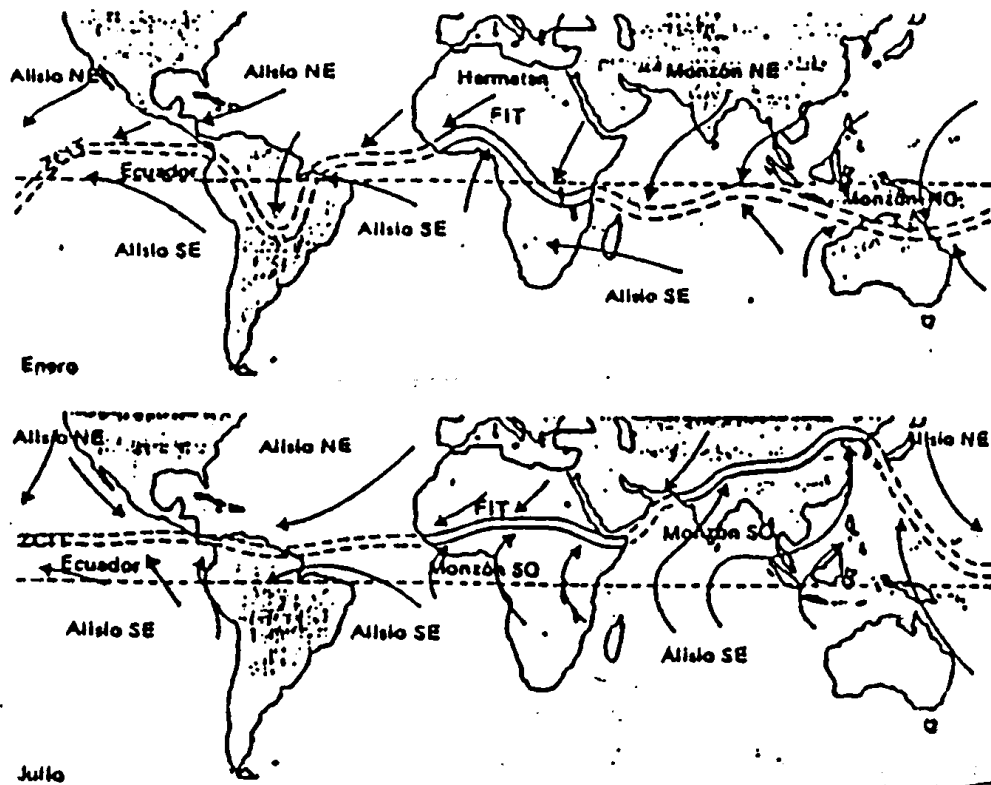 Alisio NE
Alisio NE
Hermatan
Monzón NE
FIT
ZCIT
Ecuador
Monzón NO
Alisio SE
Alisio SE
Alisio SE
Enero
Alisio NE
Alisio NE
Alisio NE
FIT
ZCIT
Monzón SO
Ecuador
Monzón SO
Alisio SE
Alisio SE
Alisio SE
Julio